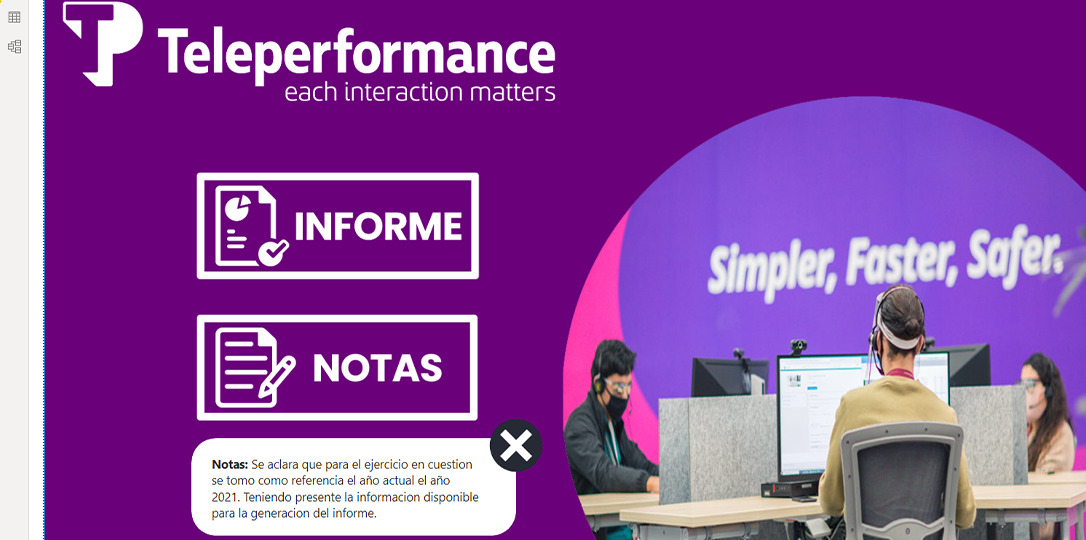 Teleperformance
each interaction matters
Simpler, Faster, Safer.
INFORME
NOTAS
Notas: Se aclara que para el ejercicio en cuestion
se tomo como referencia el año actual el año
2021. Teniendo presente la informacion disponible
para la generacion del informe.